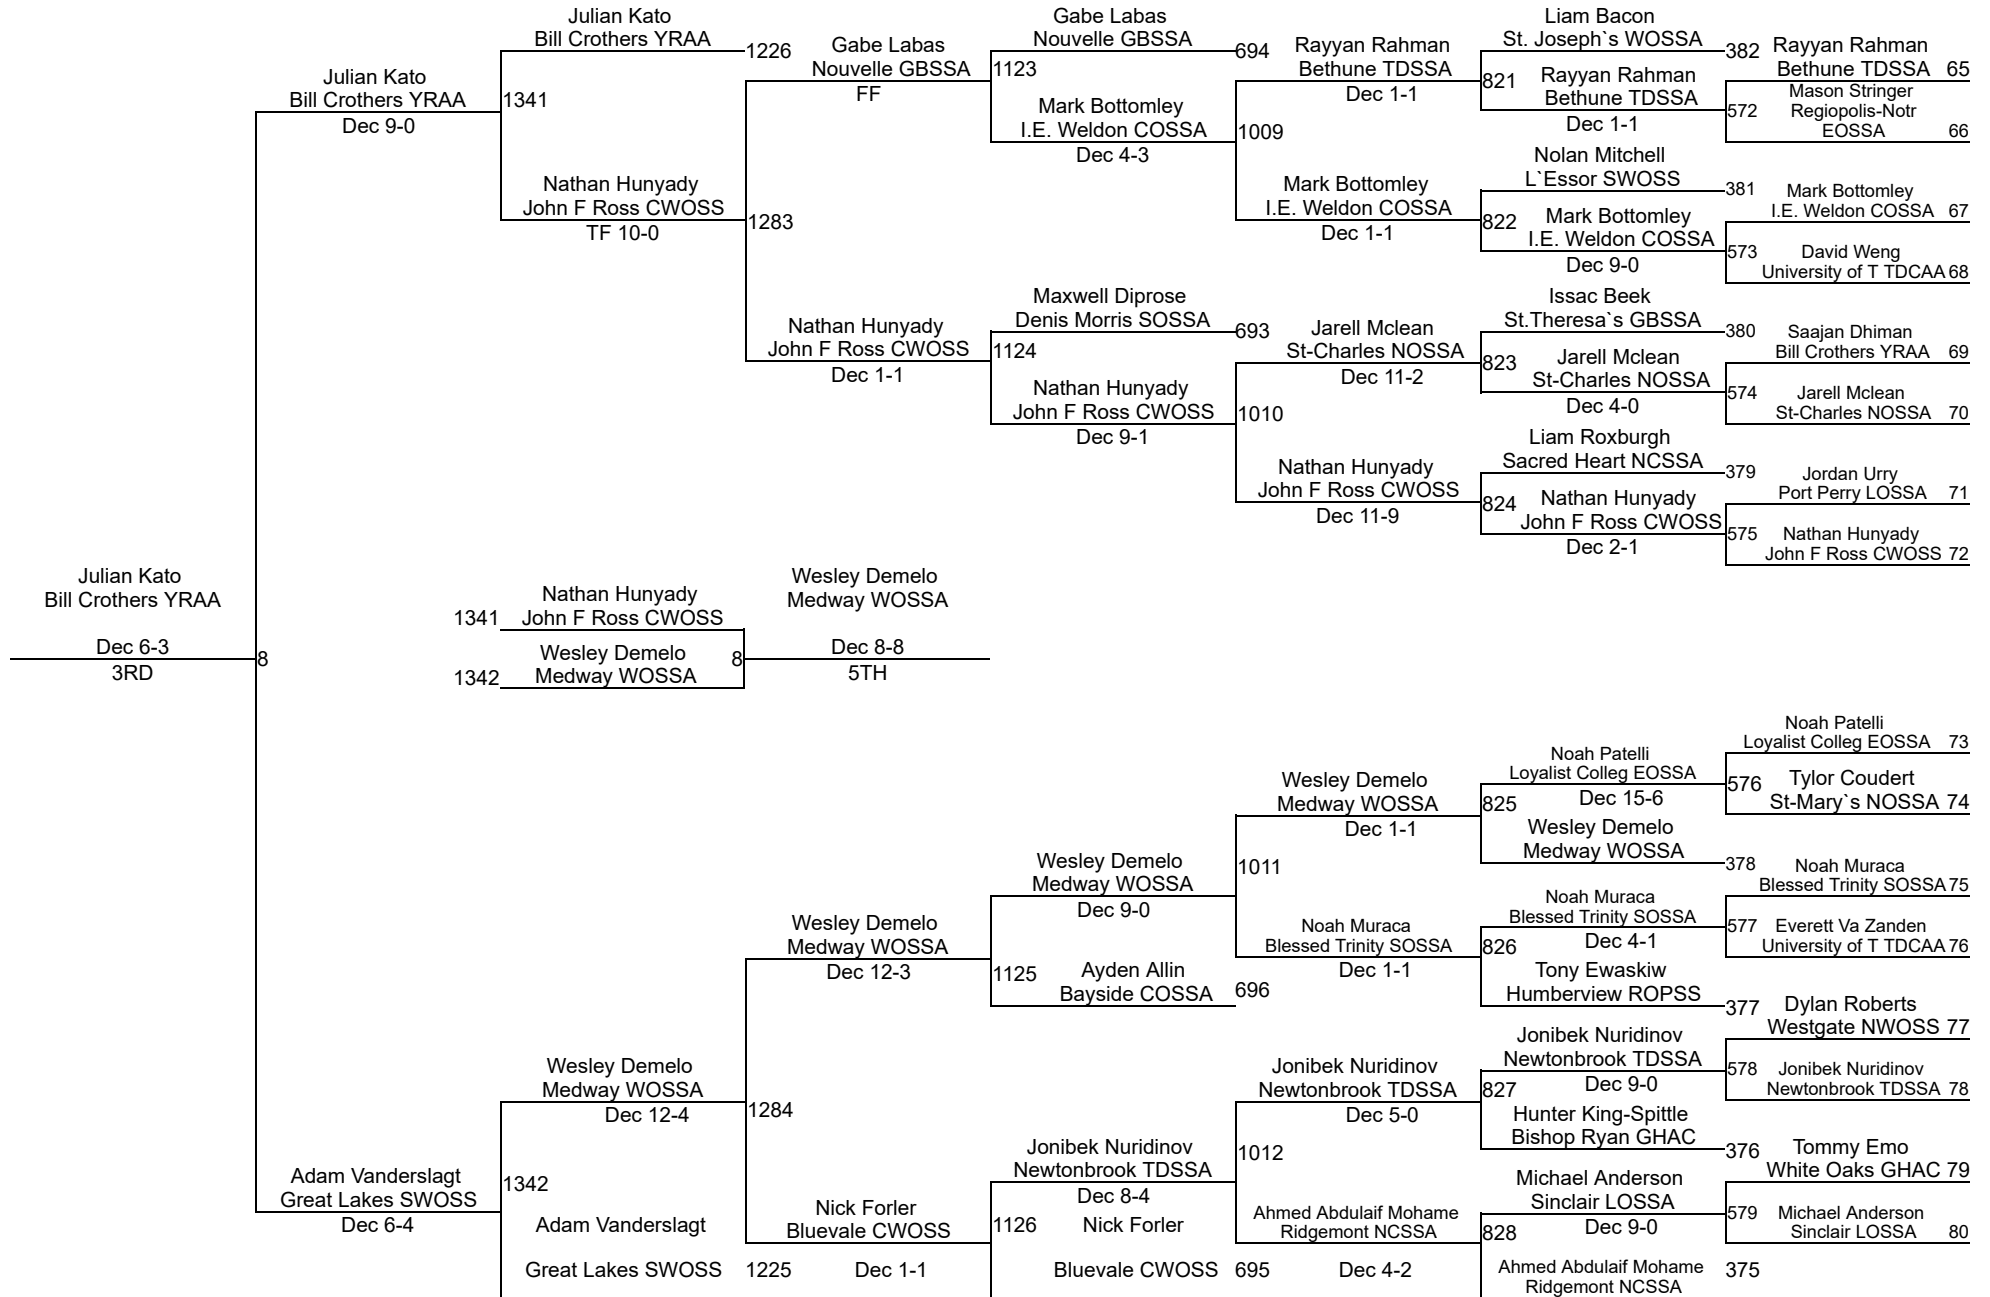 Julian Kato
Bill Crothers YRAA
1226
Gabe Labas
Nouvelle GBSSA
FF
Gabe Labas
Nouvelle GBSSA
694
Rayyan Rahman
Bethune TDSSA
Dec 1-1
Liam Bacon
St. Joseph`s WOSSA
382
Rayyan Rahman
Bethune TDSSA 65
Julian Kato
Bill Crothers YRAA
Dec 9-0
1341
1123
Mark Bottomley
I.E. Weldon COSSA
Dec 4-3
1009
821
Rayyan Rahman
Bethune TDSSA
Dec 1-1
572
Mason Stringer
Regiopolis-Notr
EOSSA 66
Nathan Hunyady
John F Ross CWOSS
TF 10-0
1283
Mark Bottomley
I.E. Weldon COSSA
Dec 1-1
Nolan Mitchell
L`Essor SWOSS
381
Mark Bottomley
I.E. Weldon COSSA 67
822
Mark Bottomley
I.E. Weldon COSSA
Dec 9-0
573
David Weng
University of T TDCAA 68
Nathan Hunyady
John F Ross CWOSS
Dec 1-1
Maxwell Diprose
Denis Morris SOSSA
693
Jarell Mclean
St-Charles NOSSA
Dec 11-2
Issac Beek
St.Theresa`s GBSSA
380
Saajan Dhiman
Bill Crothers YRAA 69
1124
Nathan Hunyady
John F Ross CWOSS
Dec 9-1
1010
823
Jarell Mclean
St-Charles NOSSA
Dec 4-0
574
Jarell Mclean
St-Charles NOSSA 70
Nathan Hunyady
John F Ross CWOSS
Dec 11-9
Liam Roxburgh
Sacred Heart NCSSA
379
Jordan Urry
Port Perry LOSSA 71
824
Nathan Hunyady
John F Ross CWOSS
Dec 2-1
575
Nathan Hunyady
John F Ross CWOSS 72
Julian Kato
Bill Crothers YRAA
Dec 6-3
3RD
8
1341
Nathan Hunyady
John F Ross CWOSS
1342
Wesley Demelo
Medway WOSSA
8
Wesley Demelo
Medway WOSSA
Dec 8-8
5TH
Noah Patelli
Loyalist Colleg EOSSA 73
Wesley Demelo
Medway WOSSA
Dec 1-1
Noah Patelli
Loyalist Colleg EOSSA
Dec 15-6
576
Tylor Coudert
St-Mary`s NOSSA 74
825
Wesley Demelo
Medway WOSSA
378
Noah Muraca
Blessed Trinity SOSSA 75
Wesley Demelo
Medway WOSSA
Dec 9-0
1011
Noah Muraca
Blessed Trinity SOSSA
Dec 4-1
577
Everett Va Zanden
University of T TDCAA 76
Wesley Demelo
Medway WOSSA
Dec 12-3
1125
Ayden Allin
Bayside COSSA
696
Noah Muraca
Blessed Trinity SOSSA
Dec 1-1
826
Tony Ewaskiw
Humberview ROPSS
377
Dylan Roberts
Westgate NWOSS 77
Wesley Demelo
Medway WOSSA
Dec 12-4
1284
Jonibek Nuridinov
Newtonbrook TDSSA
Dec 5-0
Jonibek Nuridinov
Newtonbrook TDSSA
Dec 9-0
578
Jonibek Nuridinov
Newtonbrook TDSSA 78
827
Hunter King-Spittle
Bishop Ryan GHAC
376
Tommy Emo
White Oaks GHAC 79
Adam Vanderslagt
Great Lakes SWOSS
Dec 6-4
1342
Adam Vanderslagt
Great Lakes SWOSS
1225
Nick Forler
Bluevale CWOSS
Dec 1-1
Jonibek Nuridinov
Newtonbrook TDSSA
Dec 8-4
1012
1126
Nick Forler
Bluevale CWOSS
695
Ahmed Abdulaif Mohame
Ridgemont NCSSA
Dec 4-2
Michael Anderson
Sinclair LOSSA
Dec 9-0
579
Michael Anderson
Sinclair LOSSA 80
828
Ahmed Abdulaif Mohame
Ridgemont NCSSA
375